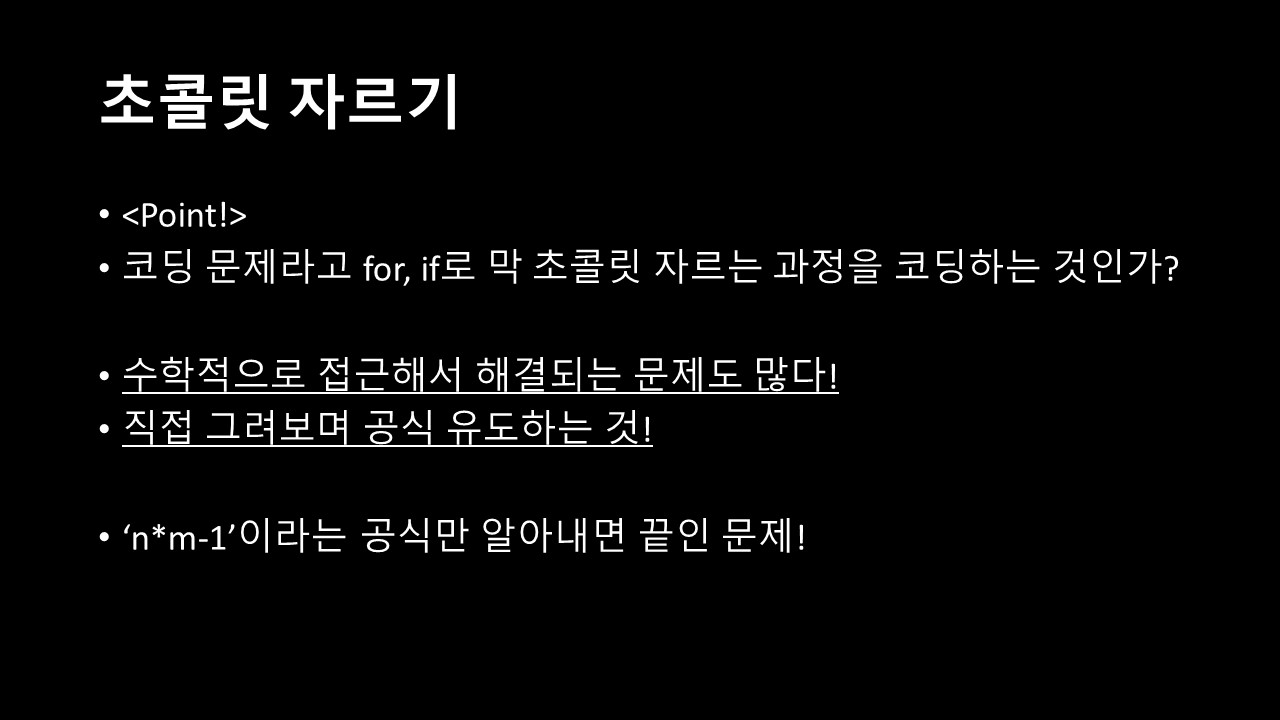 초콜릿 자르기
• <Point!>
• 코딩 문제라고 for, if로 막 초콜릿 자르는 과정을 코딩하는 것인가?
• 수학적으로 접근해서 해결되는 문제도 많다!
• 직접 그려보며 공식 유도하는 것!
• ‘n*m-1’이라는 공식만 알아내면 끝인 문제!